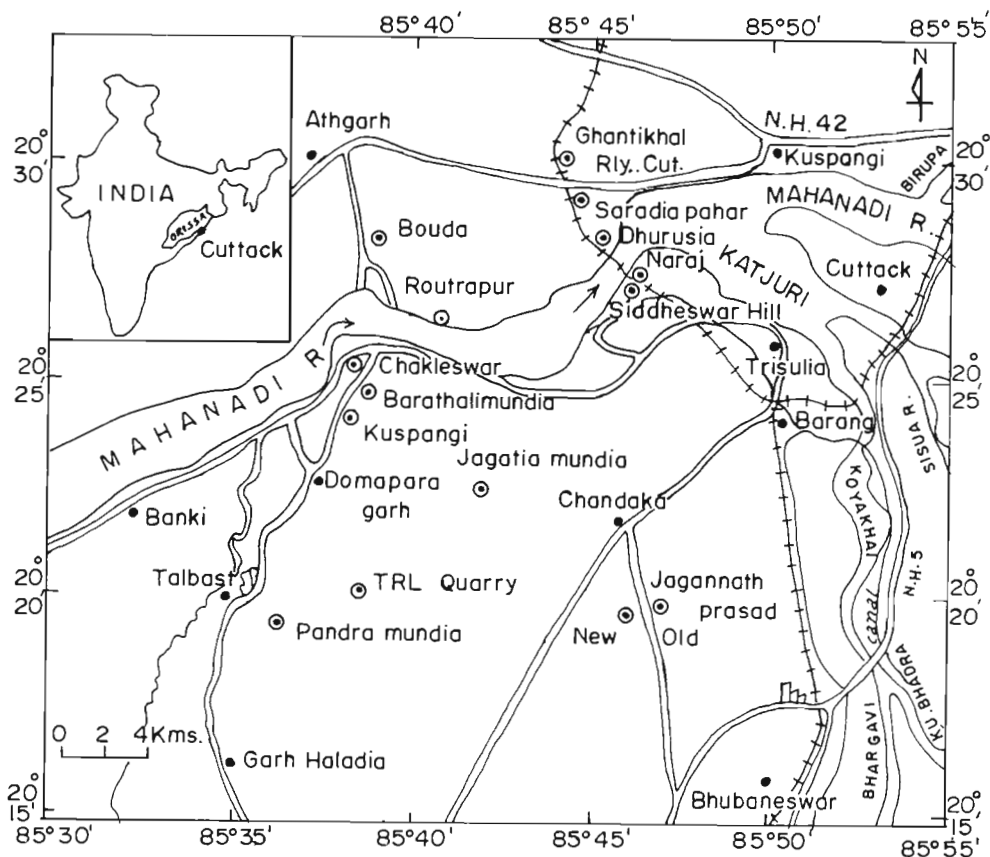 85°40'
85°45'
85°50'
85°55'
N
N.H. 42
Athgarh
Ghantikhal
Rly. Cut.
Kuspangi
20°
30'
20°
30'
BIRUPA
INDIA
ORISSA
Cuttack
MAHANADI R.
Saradia pahar
Bouda
Dhurusia
Naraj
KATJURI
Cuttack
Routrapur
Siddheswar Hill
MAHANADI R
20°
25'
Chakleswar
Trisulia
20°
25'
Barathalimundia
Barang
Kuspangi
SISUA R.
Jagatia mundia
KOYAKHAI
Domapara
garh
Chandaka
Banki
N.H-5
Talbast
20°
20'
TRL Quarry
Jagannath
prasad
20°
20'
canal
Pandra mundia
New
Old
KU. BHADRA
BHARGAVI
0 2 4 Kms.
Garh Haladia
Bhubaneswar
20°
15'
20°
15'
85°30'
85°35'
85°40'
85°45'
85°50'
85°55'